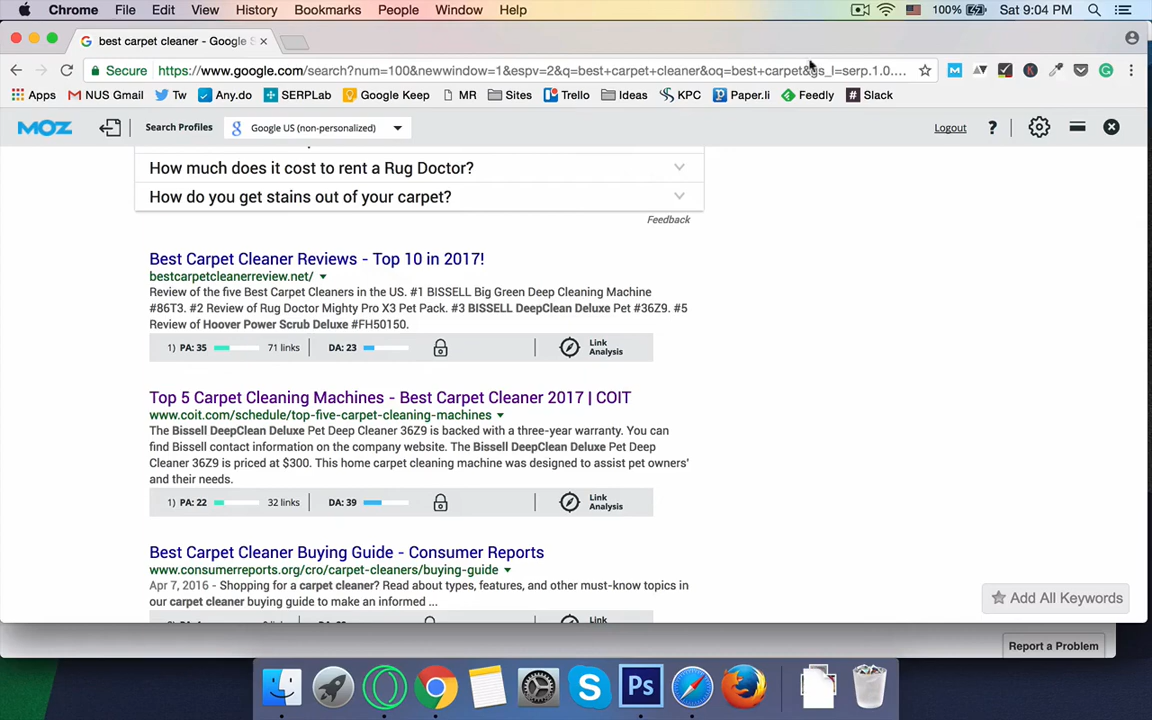 Chrome File Edit View History Bookmarks People Window Help 100% Sat 9:04 PM
best carpet cleaner - Google
Secure https://www.google.com/search?num=100&newwindow=1&espv=2&q=best+carpet+cleaner&oq=best+carpet&gs_l=serp.1.0....
Apps NUS Gmail Tw Any.do SERPLab Google Keep MR Sites Trello Ideas KPC Paper.li Feedly Slack
MOZ Search Profiles Google US (non-personalized) Logout ?
How much does it cost to rent a Rug Doctor?
How do you get stains out of your carpet?
Feedback
Best Carpet Cleaner Reviews - Top 10 in 2017!
bestcarpetcleanerreview.net/
Review of the five Best Carpet Cleaners in the US. #1 BISSELL Big Green Deep Cleaning Machine
#86T3. #2 Review of Rug Doctor Mighty Pro X3 Pet Pack. #3 BISSELL DeepClean Deluxe Pet #36Z9. #5
Review of Hoover Power Scrub Deluxe #FH50150.
1) PA: 35 71 links DA: 23 Link Analysis
Top 5 Carpet Cleaning Machines - Best Carpet Cleaner 2017 | COIT
www.coit.com/schedule/top-five-carpet-cleaning-machines
The Bissell DeepClean Deluxe Pet Deep Cleaner 36Z9 is backed with a three-year warranty. You can
find Bissell contact information on the company website. The Bissell DeepClean Deluxe Pet Deep
Cleaner 36Z9 is priced at $300. This home carpet cleaning machine was designed to assist pet owners'
and their needs.
1) PA: 22 32 links DA: 39 Link Analysis
Best Carpet Cleaner Buying Guide - Consumer Reports
www.consumerreports.org/cro/carpet-cleaners/buying-guide
Apr 7, 2016 - Shopping for a carpet cleaner? Read about types, features, and other must-know topics in
our carpet cleaner buying guide to make an informed ...
Link
Add All Keywords
Report a Problem
S Ps